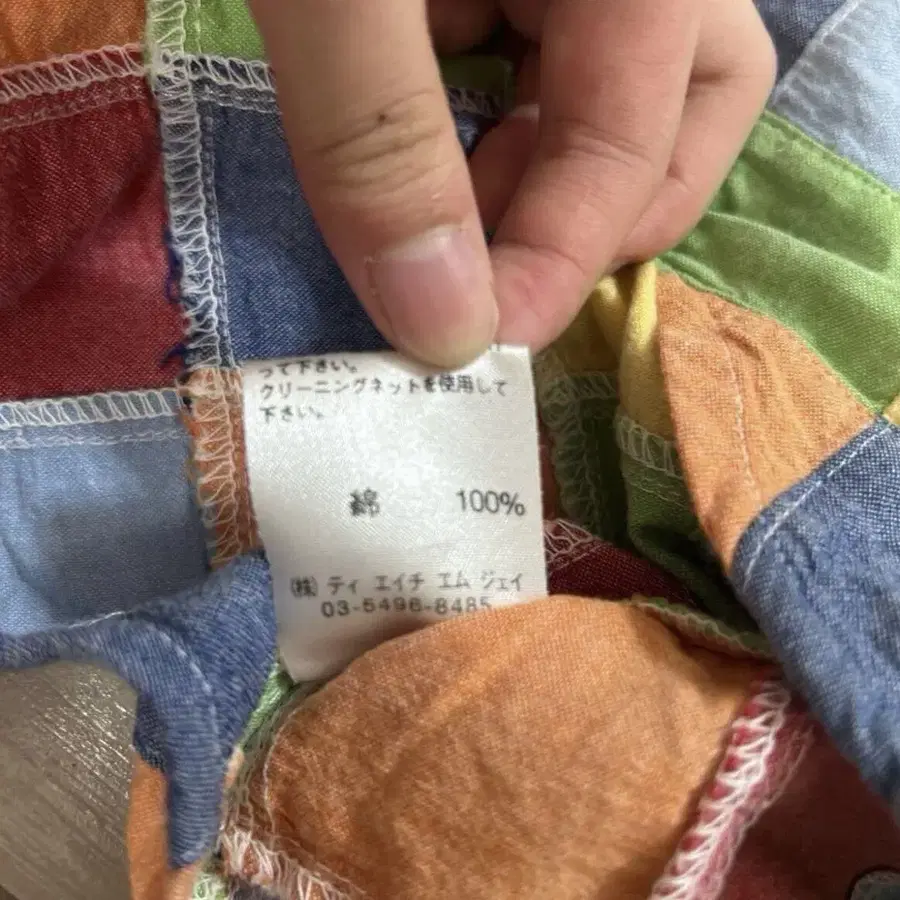 って下さい。
クリーニングネットを使用して
下さい。
綿 100%
(株) ティ エイチ エム ジェイ
03-5496-8485